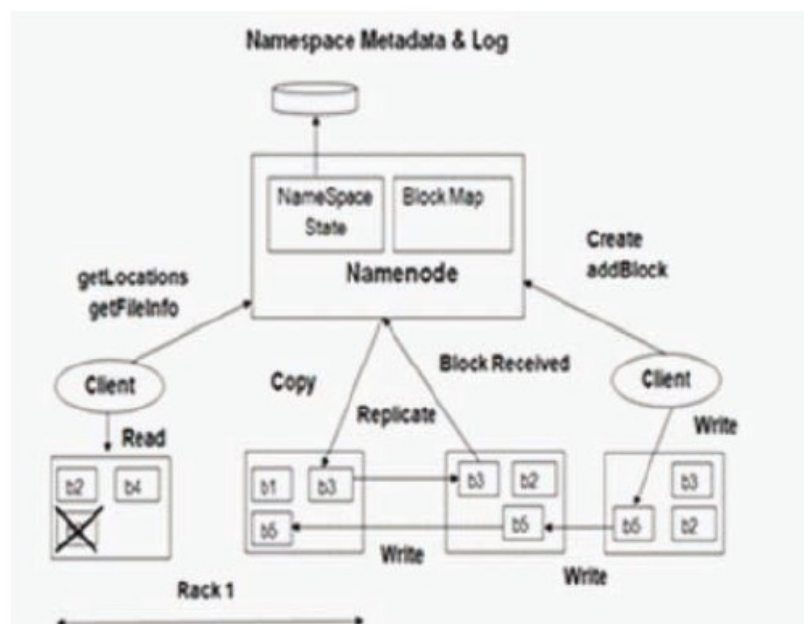 Namespace Metadata & Log
NameSpace
State
Block Map
Namenode
Create
addBlock
getLocations
getFileInfo
Client
Copy
Block Received
Client
Replicate
Read
Write
b2
b4
b1
b3
b3
b2
b3
b5
b5
b5
b2
Write
Write
Rack 1